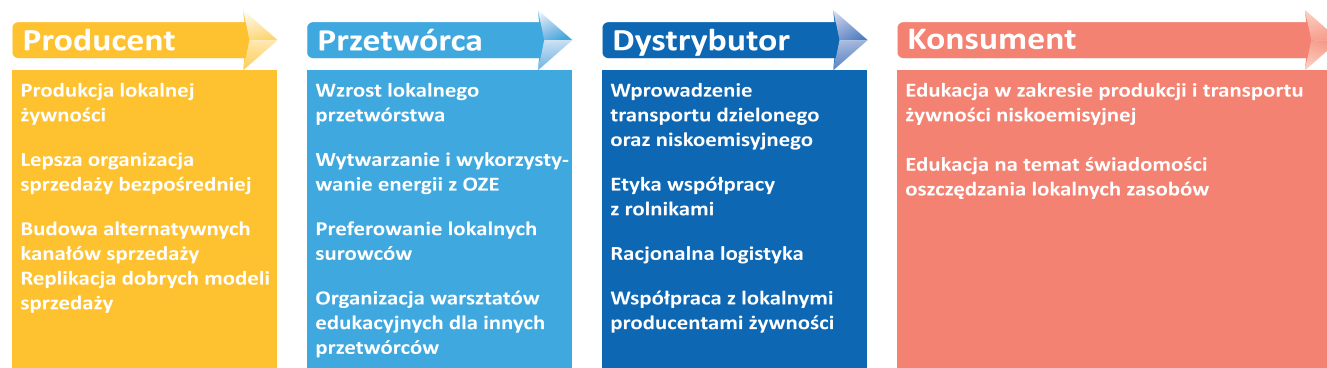 Producent
Produkcja lokalnej
żywności
Lepsza organizacja
sprzedaży bezpośredniej
Budowa alternatywnych
kanałów sprzedaży
Replikacja dobrych modeli
sprzedaży
Przetwórca
Wzrost lokalnego
przetwórstwa
Wytwarzanie i wykorzysty-
wanie energii z OZE
Preferowanie lokalnych
surowców
Organizacja warsztatów
edukacyjnych dla innych
przetwórców
Dystrybutor
Wprowadzenie
transportu dzielonego
oraz niskoemisyjnego
Etyka współpracy
z rolnikami
Racjonalna logistyka
Współpraca z lokalnymi
producentami żywności
Konsument
Edukacja w zakresie produkcji i transportu
żywności niskoemisyjnej
Edukacja na temat świadomości
oszczędzania lokalnych zasobów